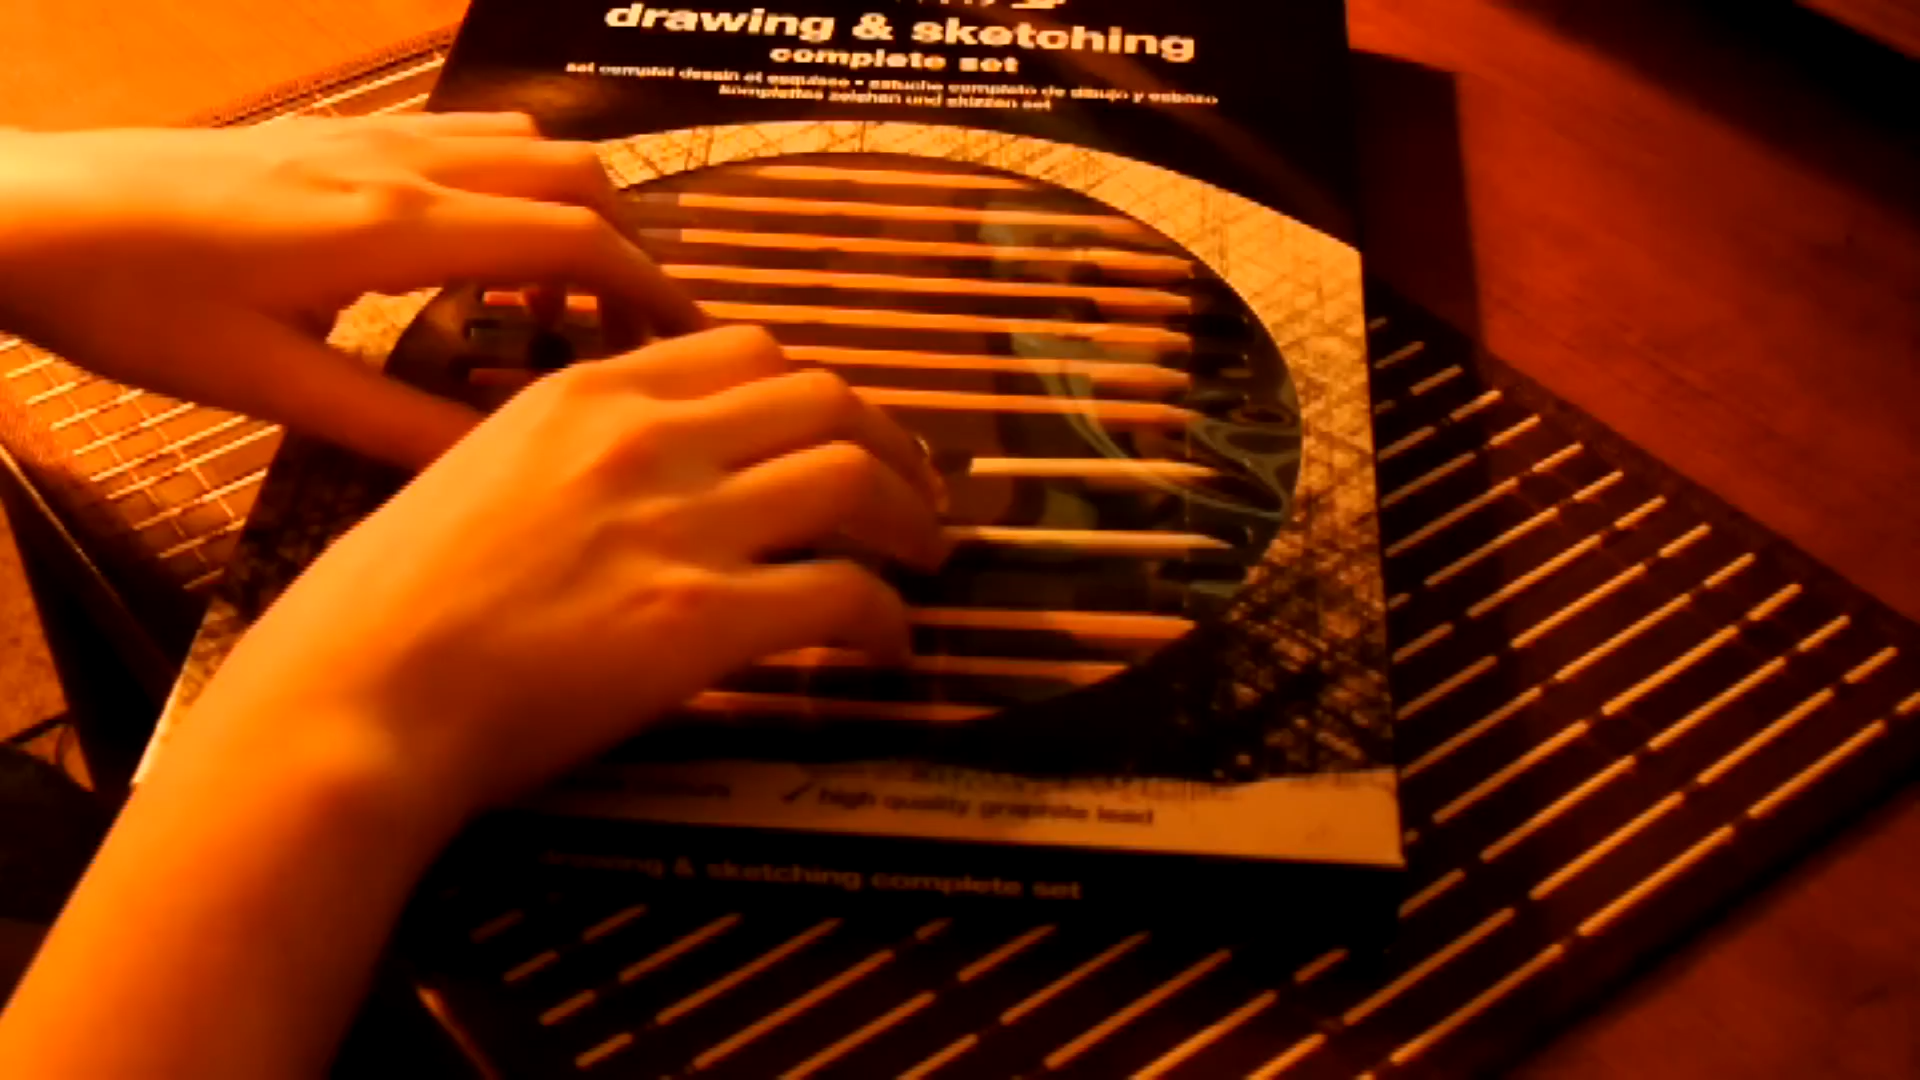 drawing & sketching
complete set
set complet dessin et esquisse • estuche completo de dibujo y esbozo
komplettes zeichen und skizzen set
✓ high quality graphite lead
drawing & sketching complete set